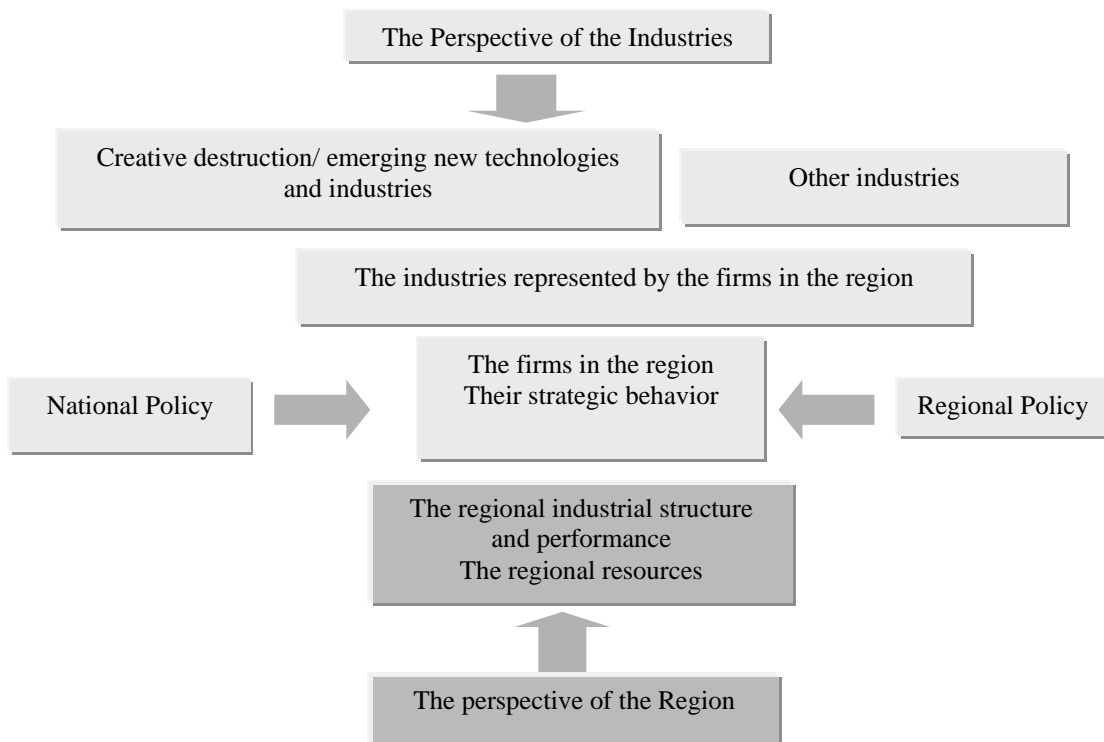 The Perspective of the Industries
Creative destruction/ emerging new technologies
and industries
Other industries
The industries represented by the firms in the region
The firms in the region
Their strategic behavior
National Policy
Regional Policy
The regional industrial structure
and performance
The regional resources
The perspective of the Region